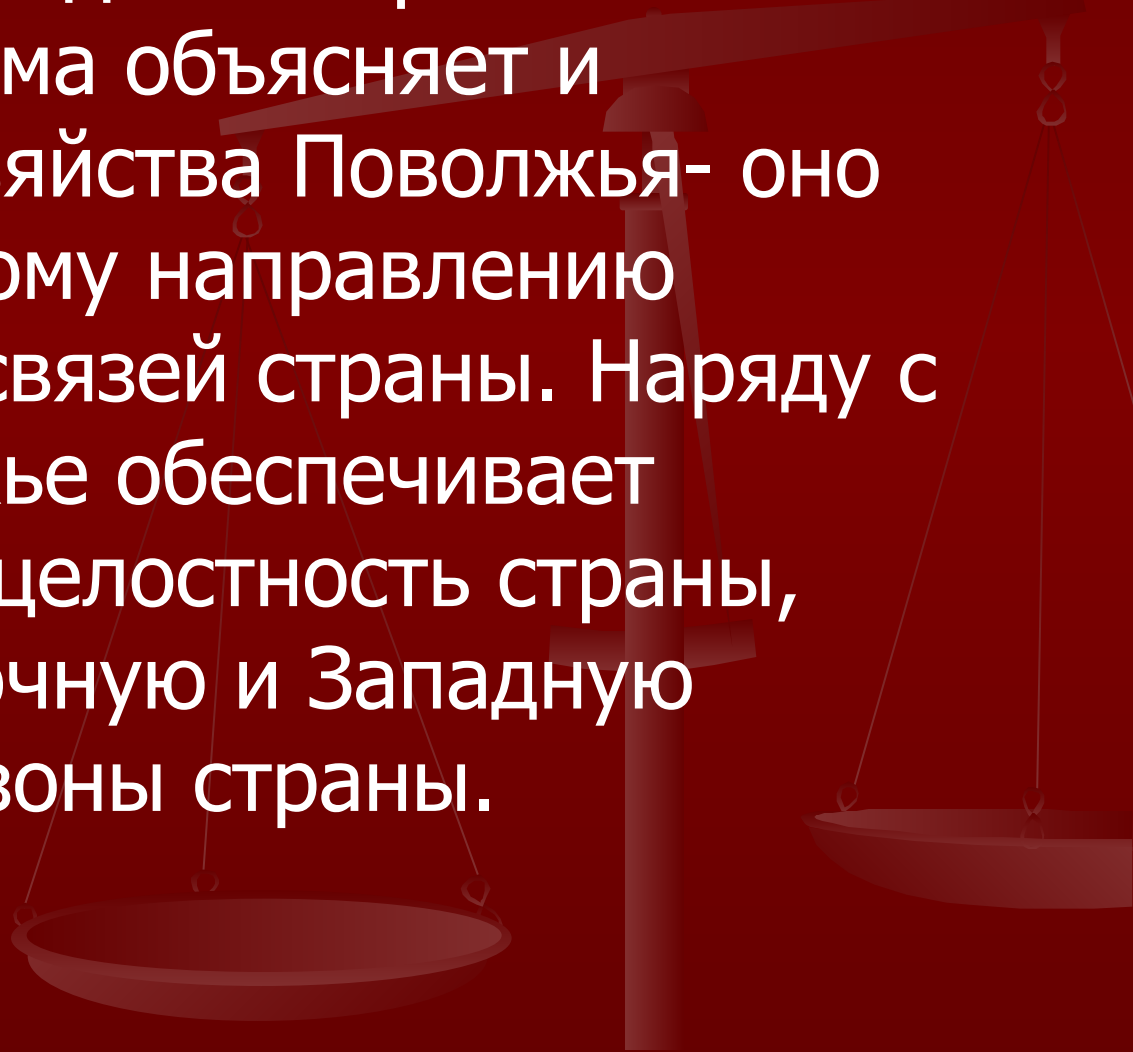 ма объясняет и
яйства Поволжья- оно
ому направлению
связей страны. Наряду с
ье обеспечивает
целостность страны,
очную и Западную
зоны страны.